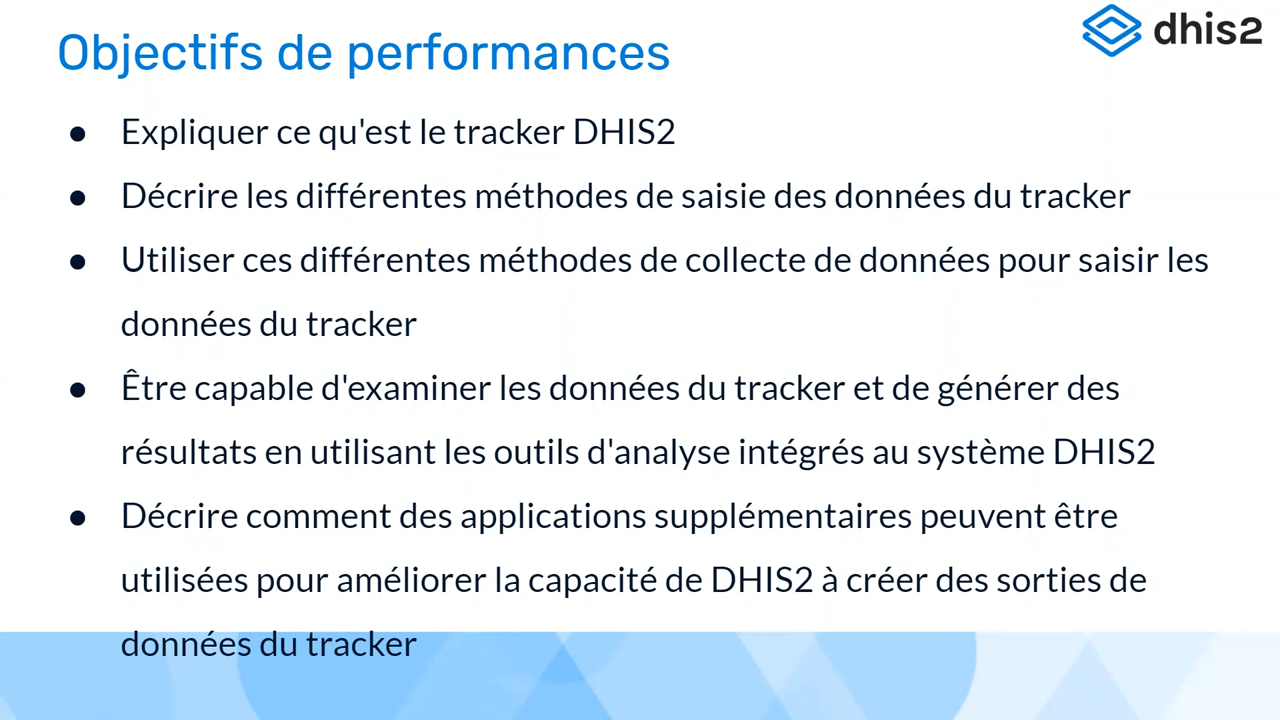 dhis2
Objectifs de performances
● Expliquer ce qu'est le tracker DHIS2
● Décrire les différentes méthodes de saisie des données du tracker
● Utiliser ces différentes méthodes de collecte de données pour saisir les
données du tracker
● Être capable d'examiner les données du tracker et de générer des
résultats en utilisant les outils d'analyse intégrés au système DHIS2
● Décrire comment des applications supplémentaires peuvent être
utilisées pour améliorer la capacité de DHIS2 à créer des sorties de
données du tracker